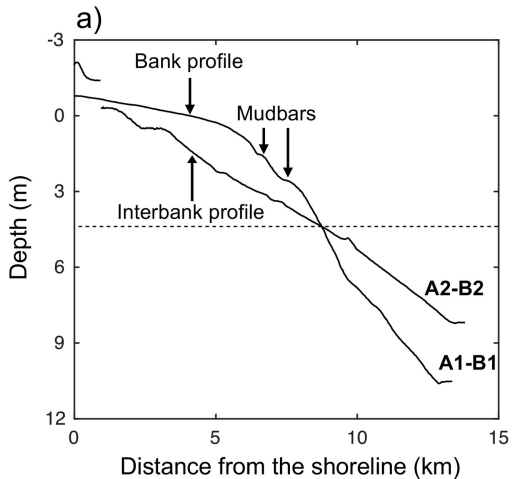 a)
-3
0
3
6
9
12
Depth (m)
Bank profile
Mudbars
Interbank profile
A2-B2
A1-B1
0
5
10
15
Distance from the shoreline (km)